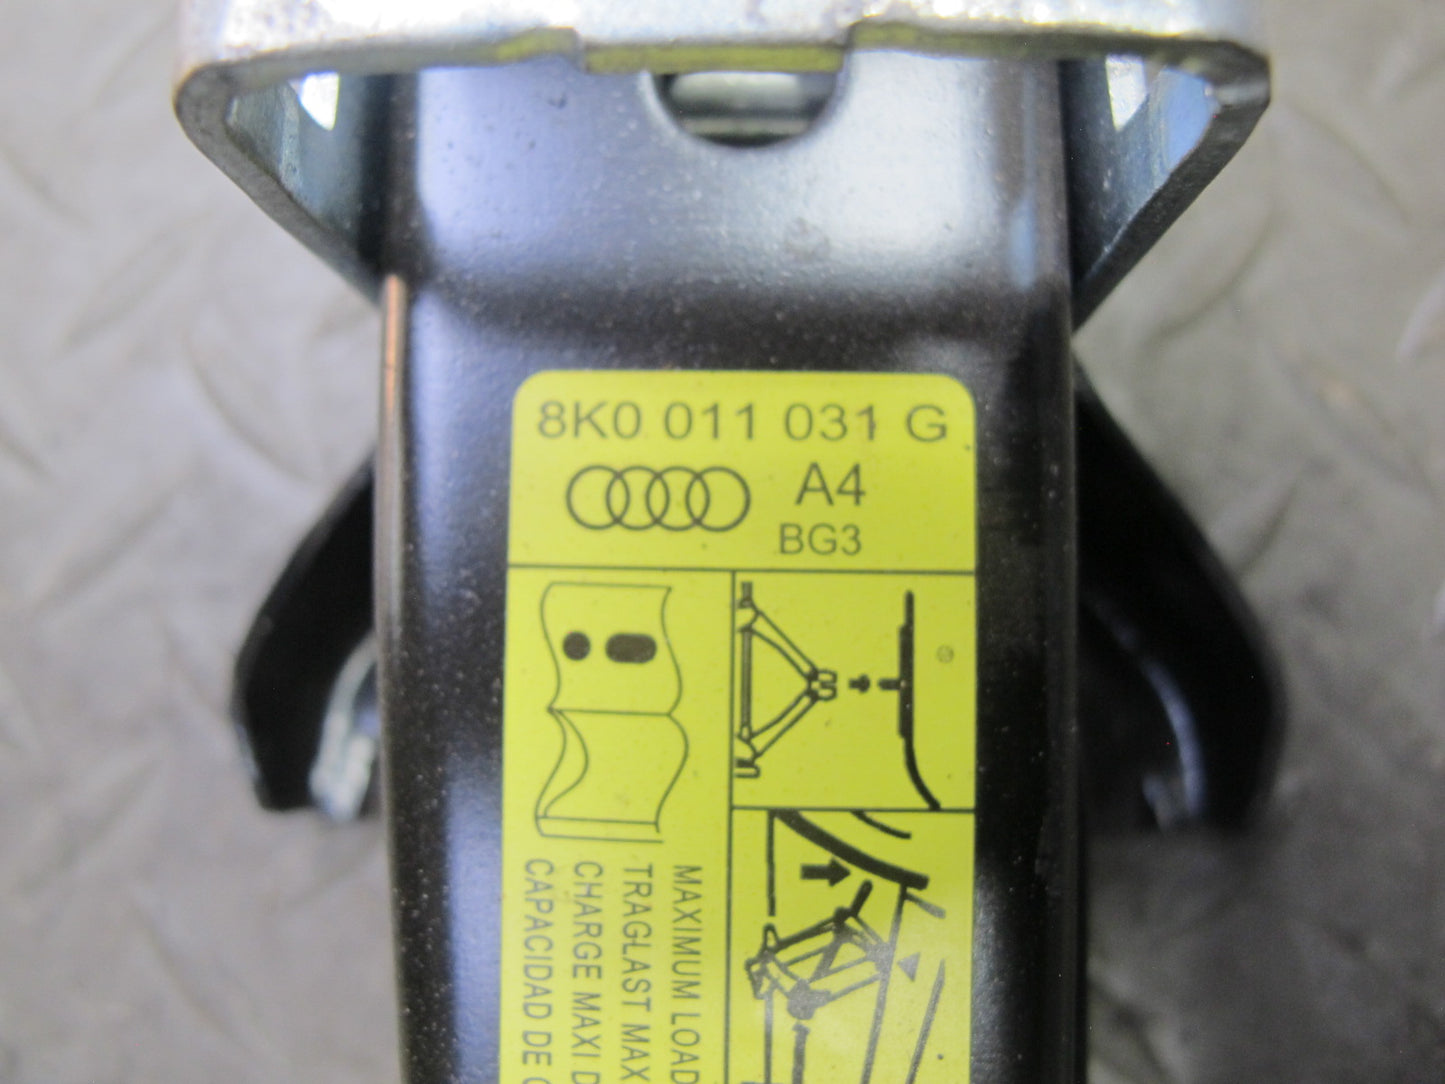 8K0 011 031 G
A4
BG3
MAXIMUM LOAD
TRAGLAST MAX
CHARGE MAXI
CAPACIDAD DE